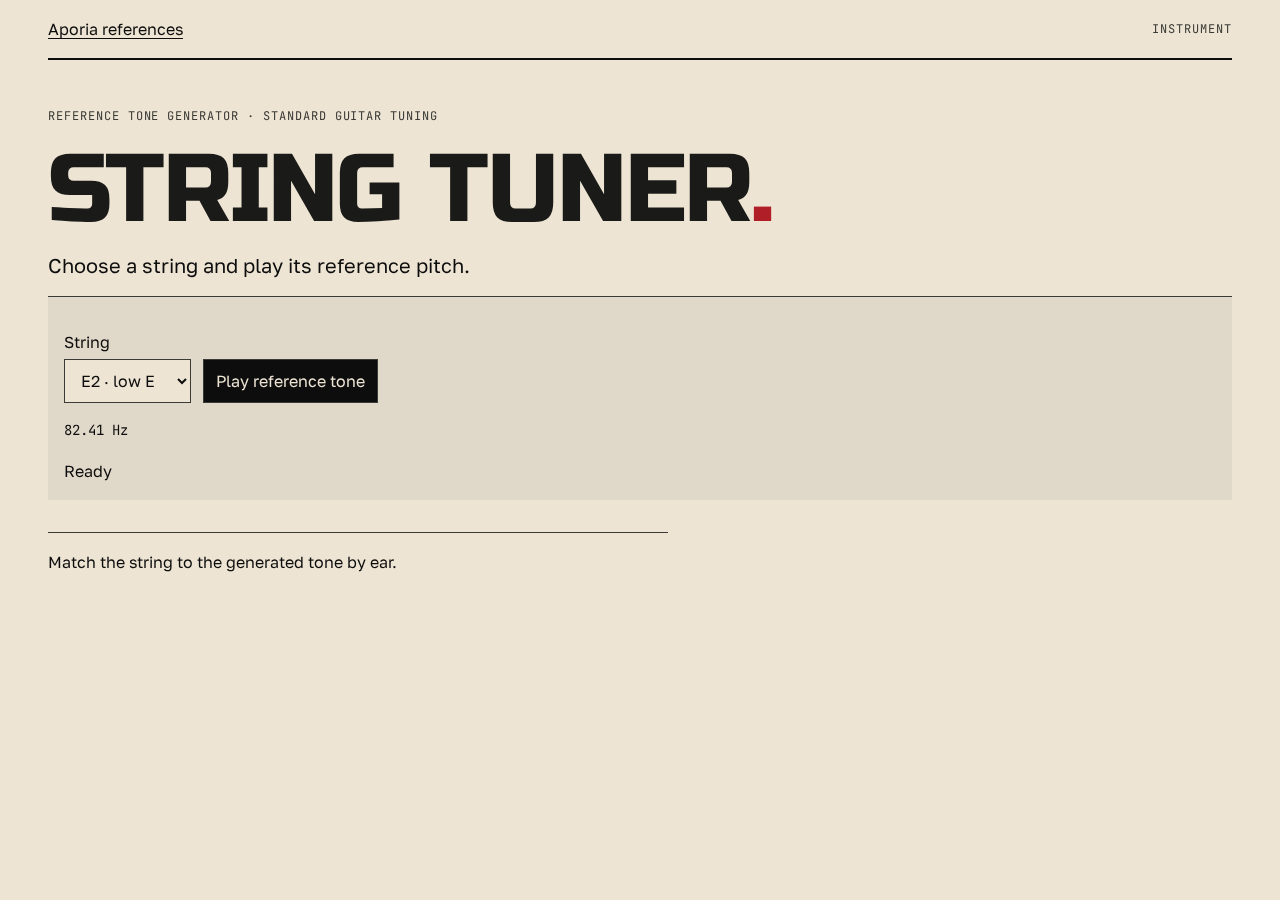 Aporia references
INSTRUMENT
REFERENCE TONE GENERATOR · STANDARD GUITAR TUNING
STRING TUNER.
Choose a string and play its reference pitch.
String
E2 · low E
Play reference tone
82.41 Hz
Ready
Match the string to the generated tone by ear.